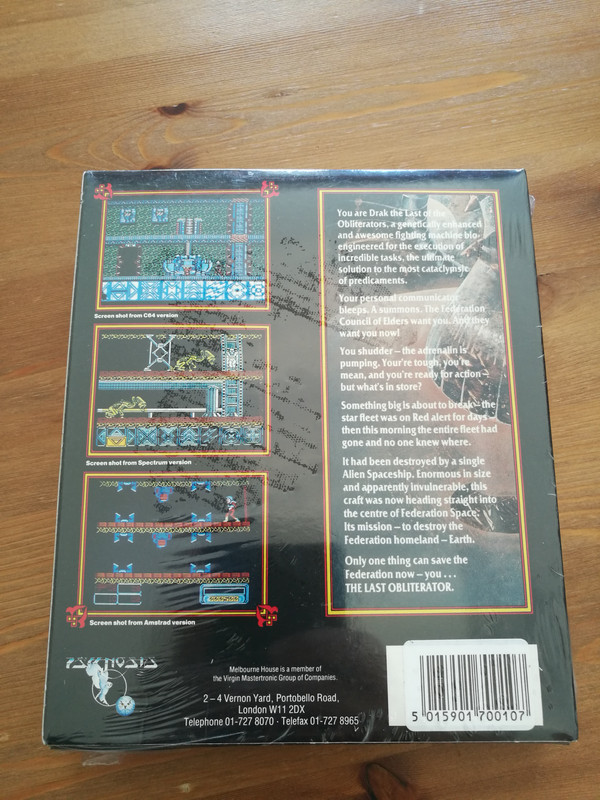 Screen shot from C64 version
Screen shot from Spectrum version
Screen shot from Amstrad version
You are Drak the Last of the
Obliterators, a genetically enhanced
and awesome fighting machine bio-
engineered for the execution of
incredible tasks, the ultimate
solution to the most cataclysmic
of predicaments.
Your personal communicator
bleeps. A summons. The Federation
Council of Elders want you. And they
want you now!
You shudder – the adrenalin is
pumping. You're tough, you're
mean, and you're ready for action –
but what's in store?
Something big is about to break – the
star fleet was on Red alert for days
then this morning the entire fleet had
gone and no one knew where.
It had been destroyed by a single
Alien Spaceship. Enormous in size
and apparently invulnerable, this
craft was now heading straight into
the centre of Federation Space.
Its mission – to destroy the
Federation homeland – Earth.
Only one thing can save the
Federation now – you . . .
THE LAST OBLITERATOR.
PSYGNOSIS
Melbourne House is a member of
the Virgin Mastertronic Group of Companies.
2 – 4 Vernon Yard, Portobello Road,
London W11 2DX
Telephone 01-727 8070 · Telefax 01-727 8965
5 015901 700107